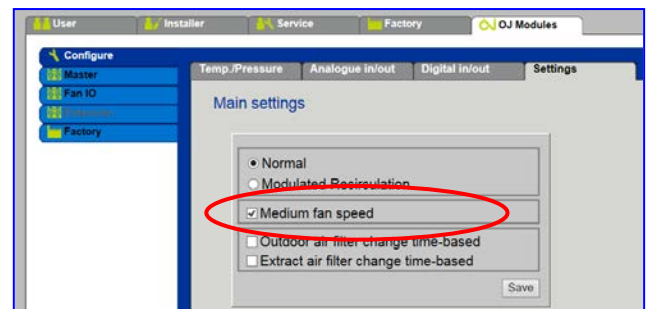 User Installer Service Factory OJ Modules
Configure
Master
Fan IO
Factory
Temp./Pressure Analogue in/out Digital in/out Settings
Main settings
Normal
Modulated Recirculation
Medium fan speed
Outdoor air filter change time-based
Extract air filter change time-based
Save